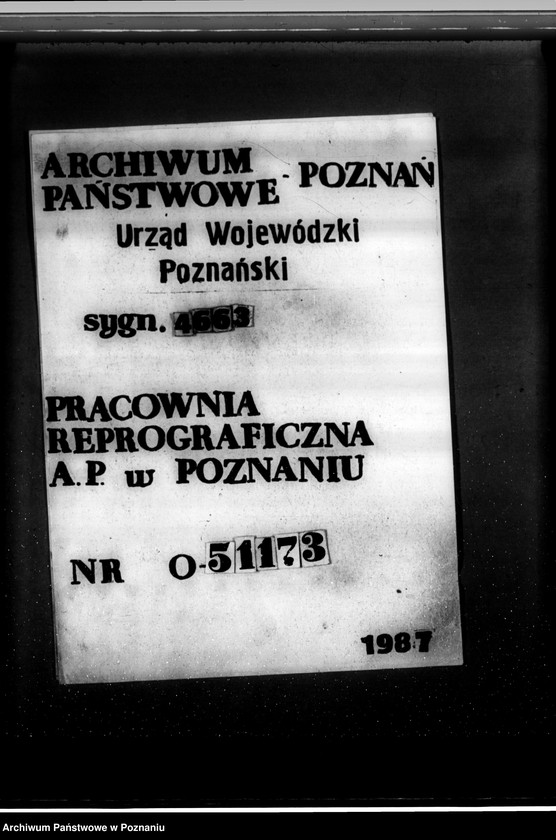 ARCHIWUM
PAŃSTWOWE - POZNAŃ
Urząd Wojewódzki
Poznański
sygn. 4663
PRACOWNIA
REPROGRAFICZNA
A.P. w POZNANIU
NR O-51173
1987
Archiwum Państwowe w Poznaniu